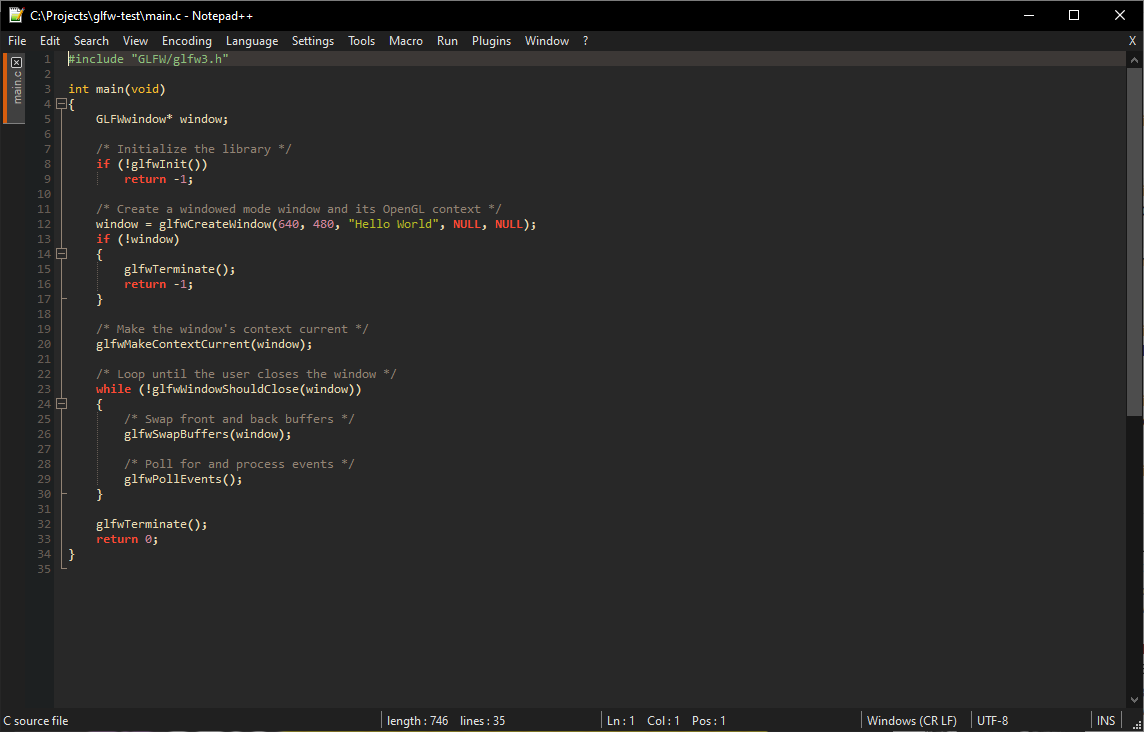 C:\Projects\glfw-test\main.c - Notepad++
File Edit Search View Encoding Language Settings Tools Macro Run Plugins Window ? X
main.c
1 #include "GLFW/glfw3.h"
2
3 int main(void)
4 {
5     GLFWwindow* window;
6
7     /* Initialize the library */
8     if (!glfwInit())
9         return -1;
10
11     /* Create a windowed mode window and its OpenGL context */
12     window = glfwCreateWindow(640, 480, "Hello World", NULL, NULL);
13     if (!window)
14     {
15         glfwTerminate();
16         return -1;
17     }
18
19     /* Make the window's context current */
20     glfwMakeContextCurrent(window);
21
22     /* Loop until the user closes the window */
23     while (!glfwWindowShouldClose(window))
24     {
25         /* Swap front and back buffers */
26         glfwSwapBuffers(window);
27
28         /* Poll for and process events */
29         glfwPollEvents();
30     }
31
32     glfwTerminate();
33     return 0;
34 }
35
C source file length : 746 lines : 35 Ln : 1 Col : 1 Pos : 1 Windows (CR LF) UTF-8 INS